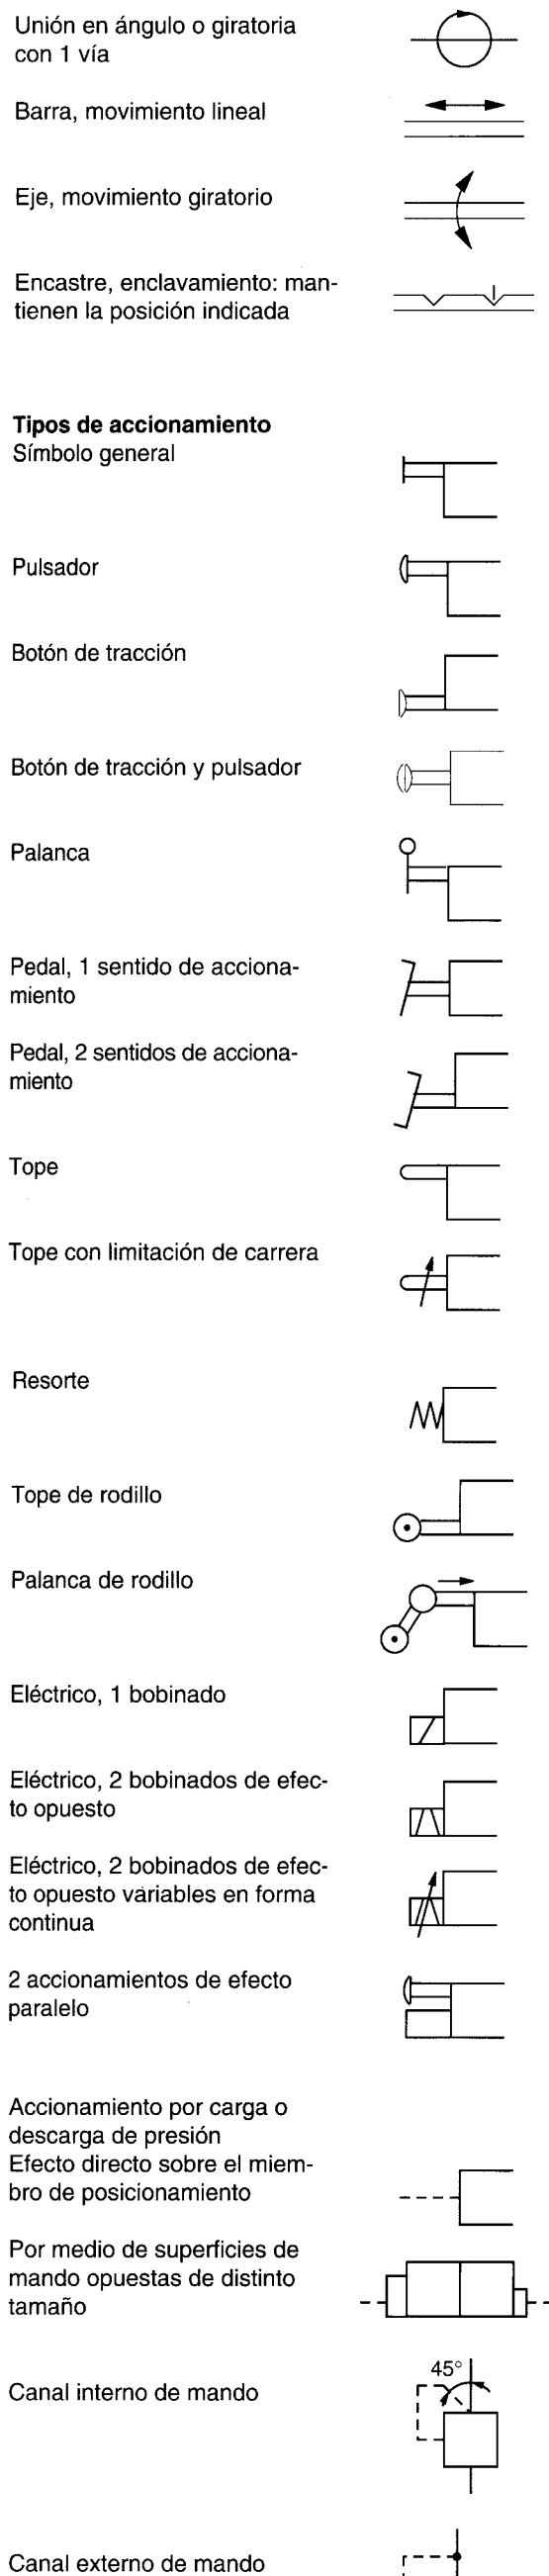 Unión en ángulo o giratoria
con 1 vía
Barra, movimiento lineal
Eje, movimiento giratorio
Encastre, enclavamiento: man-
tienen la posición indicada
Tipos de accionamiento
Símbolo general
Pulsador
Botón de tracción
Botón de tracción y pulsador
Palanca
Pedal, 1 sentido de acciona-
miento
Pedal, 2 sentidos de acciona-
miento
Tope
Tope con limitación de carrera
Resorte
Tope de rodillo
Palanca de rodillo
Eléctrico, 1 bobinado
Eléctrico, 2 bobinados de efec-
to opuesto
Eléctrico, 2 bobinados de efec-
to opuesto variables en forma
continua
2 accionamientos de efecto
paralelo
Accionamiento por carga o
descarga de presión
Efecto directo sobre el miem-
bro de posicionamiento
Por medio de superficies de
mando opuestas de distinto
tamaño
45°
Canal interno de mando
Canal externo de mando